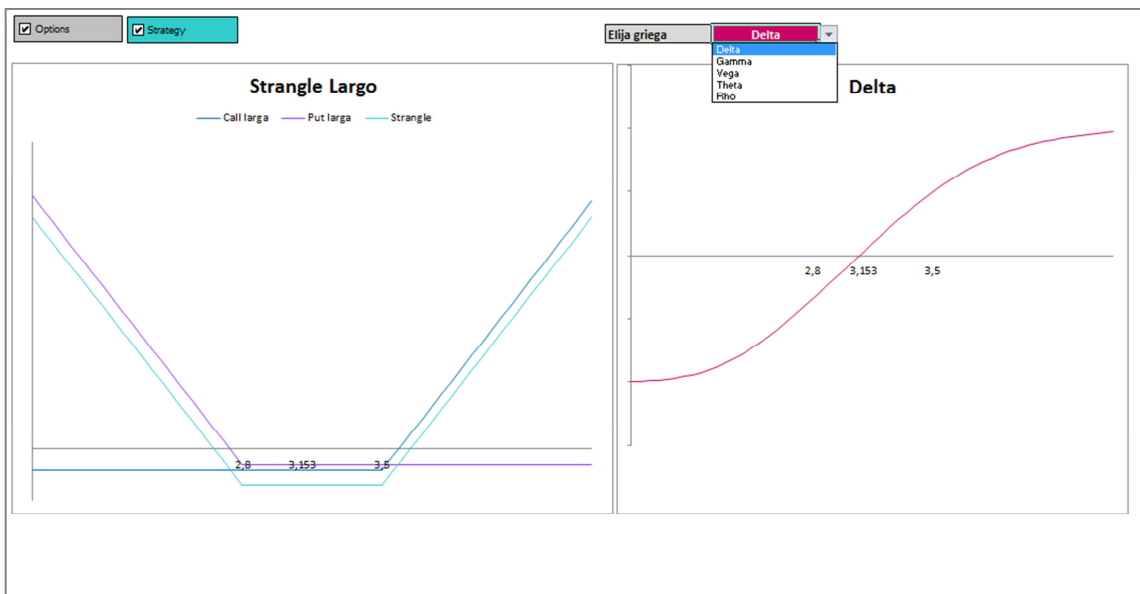 Options
Strategy
Elija griega
Delta
Delta
Gamma
Vega
Theta
Rho
Strangle Largo
Call larga
Put larga
Strangle
2,8
3,153
3,5
Delta
2,8
3,153
3,5